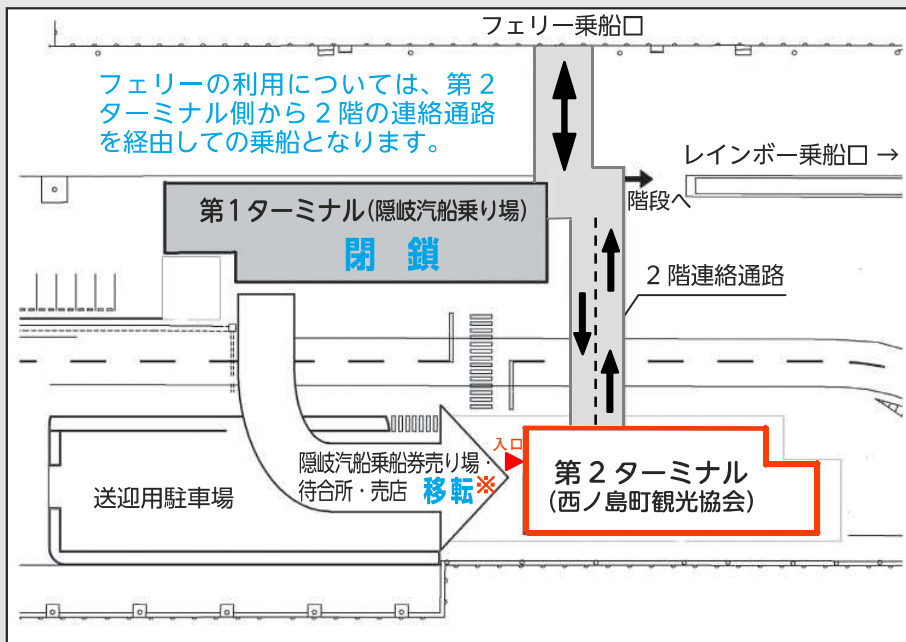 フェリー乗船口
フェリーの利用については、第2
ターミナル側から2階の連絡通路
を経由しての乗船となります。
レインボー乗船口 →
階段へ
第1ターミナル(隠岐汽船乗り場)
閉 鎖
2階連絡通路
入口
隠岐汽船乗船券売り場・
待合所・売店 移転※
送迎用駐車場
第2ターミナル
(西ノ島町観光協会)